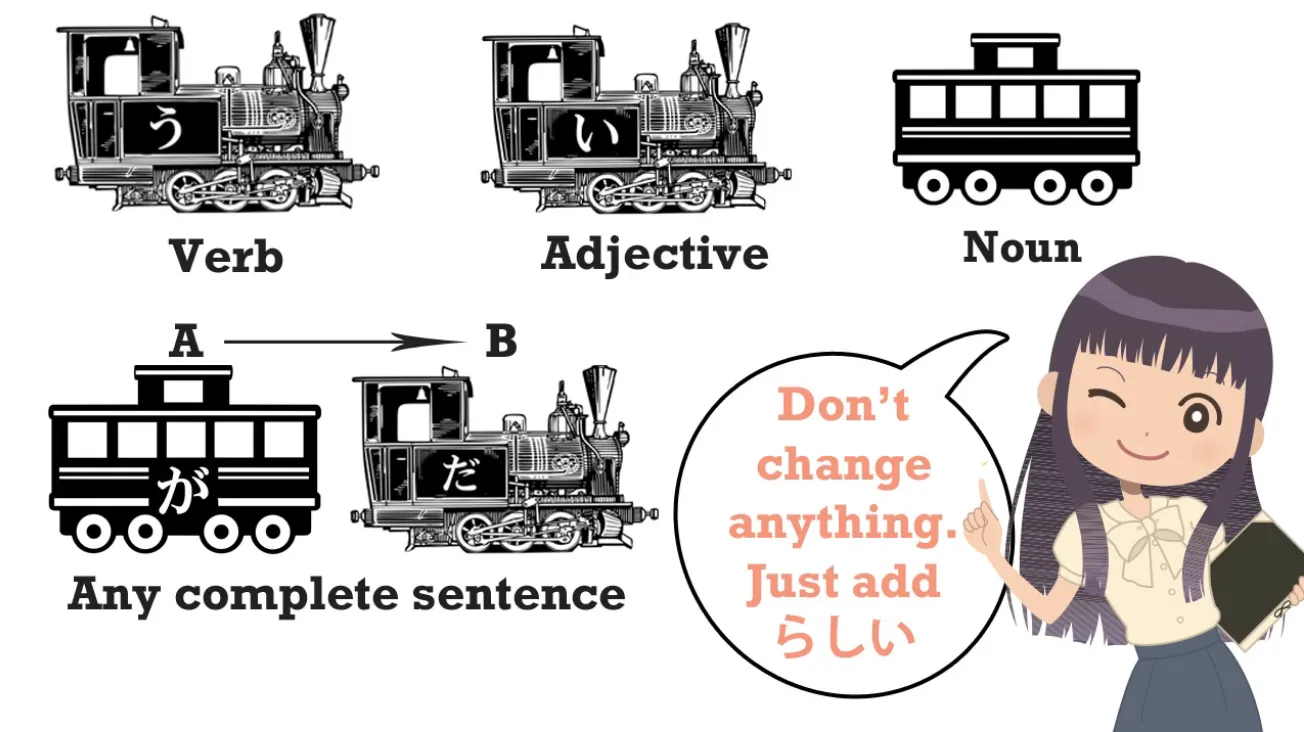 う
い
Verb
Adjective
Noun
A
B
が
だ
Any complete sentence
Don't
change
anything.
Just add
らしい